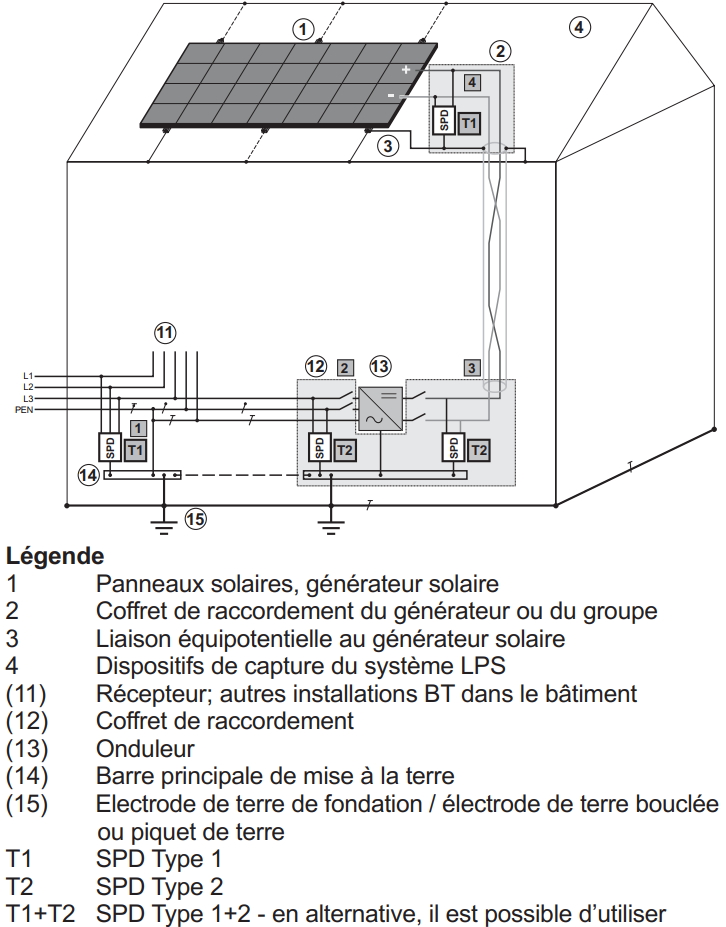 1
4
2
+
4
-
SPD
T1
3
11
12
2
13
3
L1
L2
L3
PEN
1
SPD
T1
SPD
T2
SPD
T2
14
15
Légende
1 Panneaux solaires, générateur solaire
2 Coffret de raccordement du générateur ou du groupe
3 Liaison équipotentielle au générateur solaire
4 Dispositifs de capture du système LPS
(11) Récepteur; autres installations BT dans le bâtiment
(12) Coffret de raccordement
(13) Onduleur
(14) Barre principale de mise à la terre
(15) Electrode de terre de fondation / électrode de terre bouclée
ou piquet de terre
T1 SPD Type 1
T2 SPD Type 2
T1+T2 SPD Type 1+2 - en alternative, il est possible d'utiliser